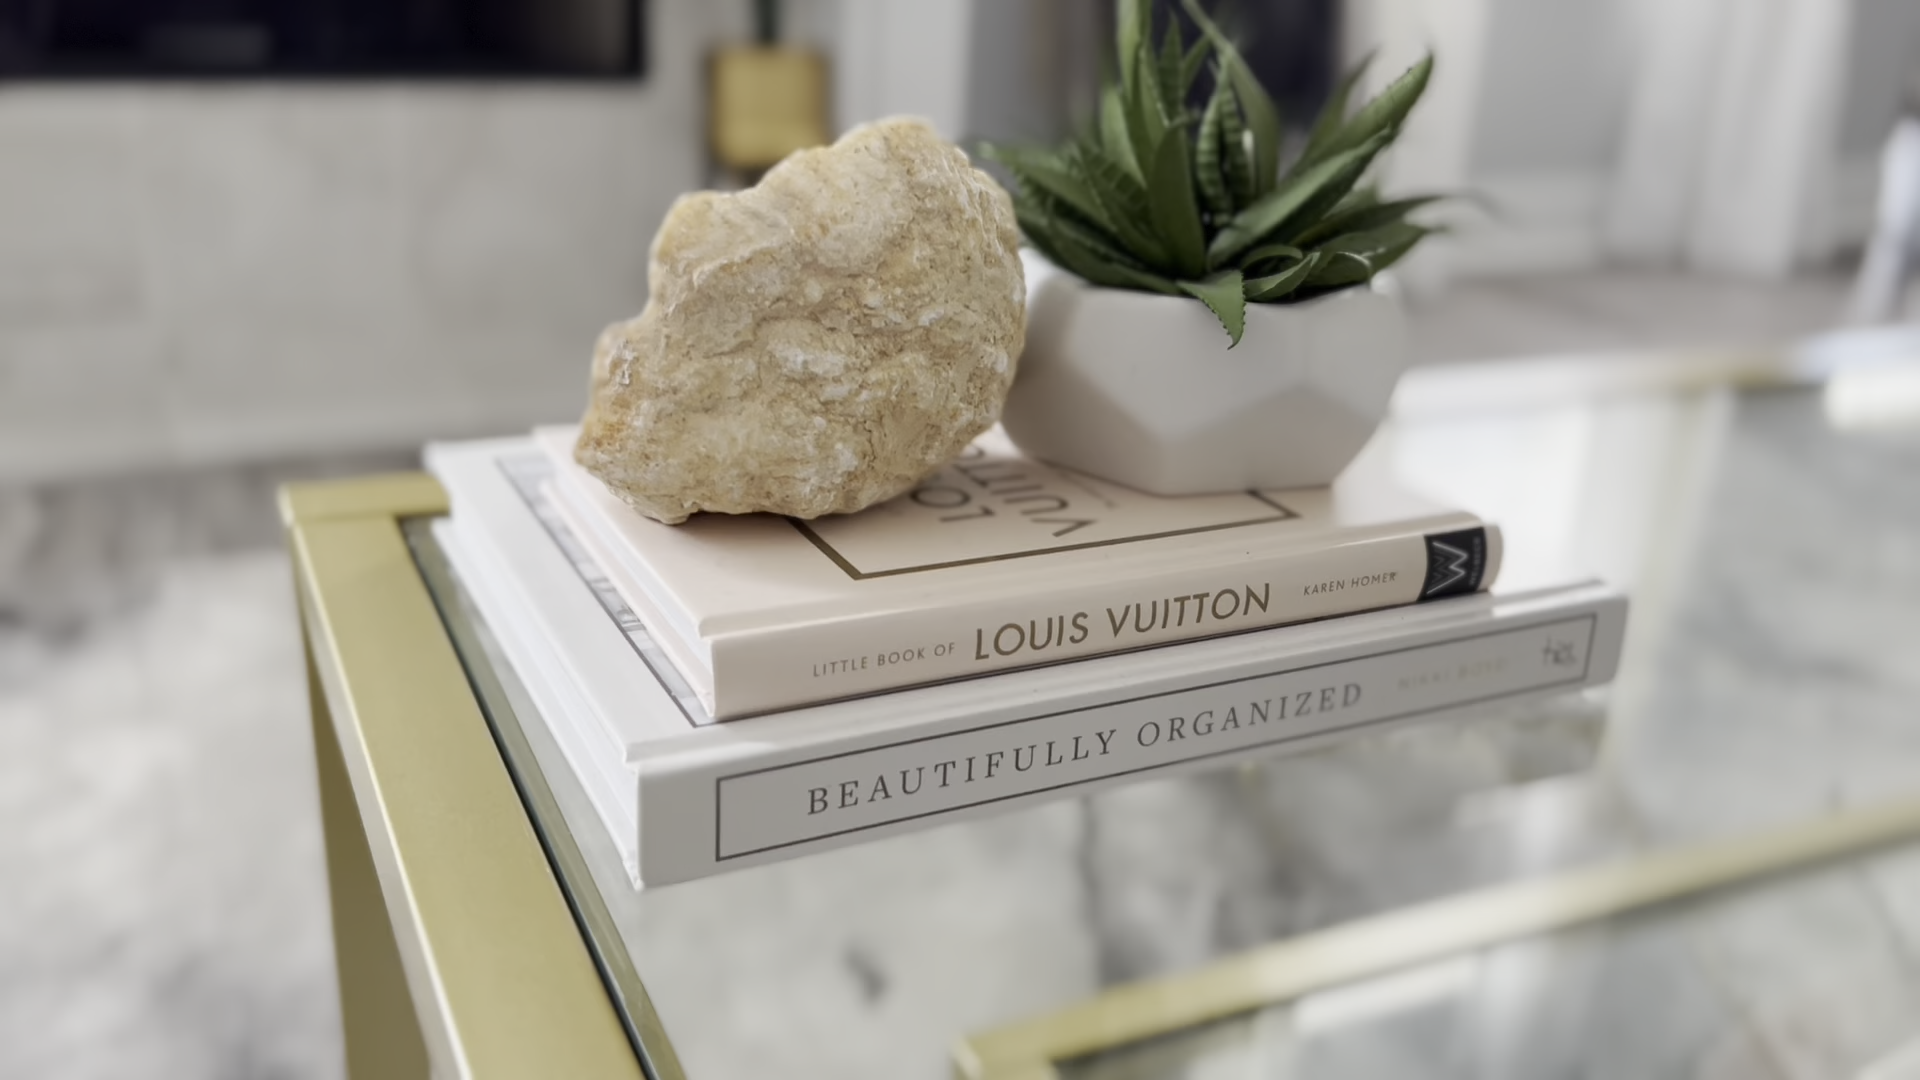 LITTLE BOOK OF LOUIS VUITTON KAREN HOMER
BEAUTIFULLY ORGANIZED